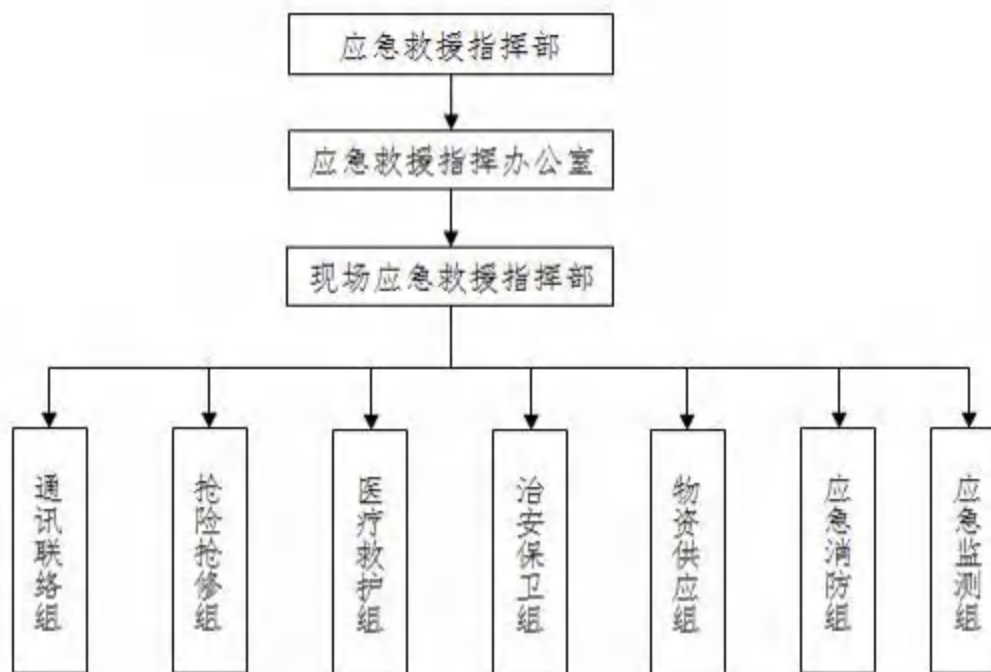 应急救援指挥部
应急救援指挥办公室
现场应急救援指挥部
通讯联络组
抢险抢修组
医疗救护组
治安保卫组
物资供应组
应急消防组
应急监测组